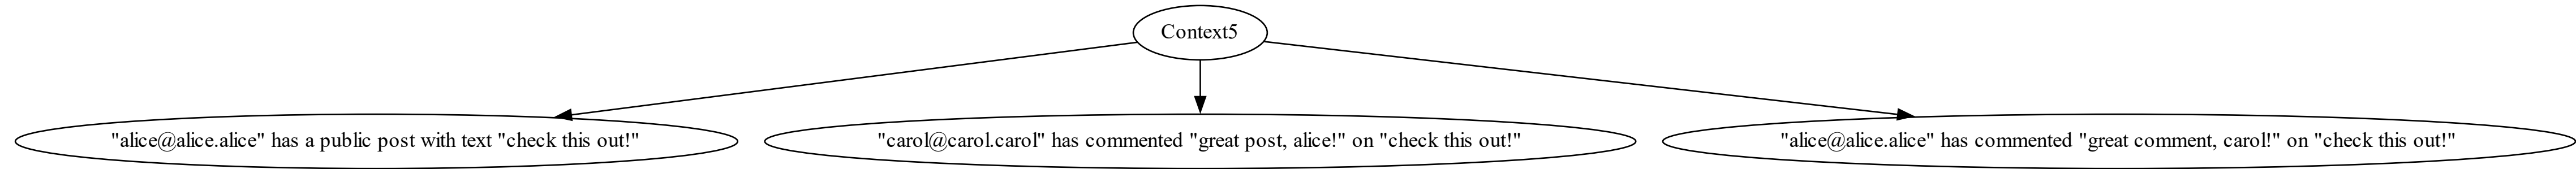 Context5
"alice@alice.alice" has a public post with text "check this out!"
"carol@carol.carol" has commented "great post, alice!" on "check this out!"
"alice@alice.alice" has commented "great comment, carol!" on "check this out!"